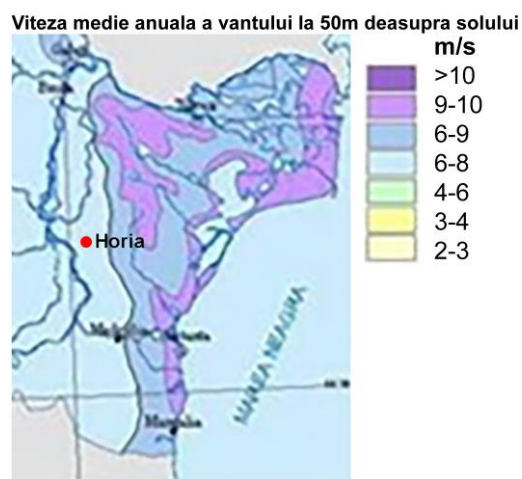 Viteza medie anuala a vantului la 50m deasupra solului
m/s
>10
9-10
6-9
6-8
4-6
3-4
2-3
Horia
MAREA NEAGRA